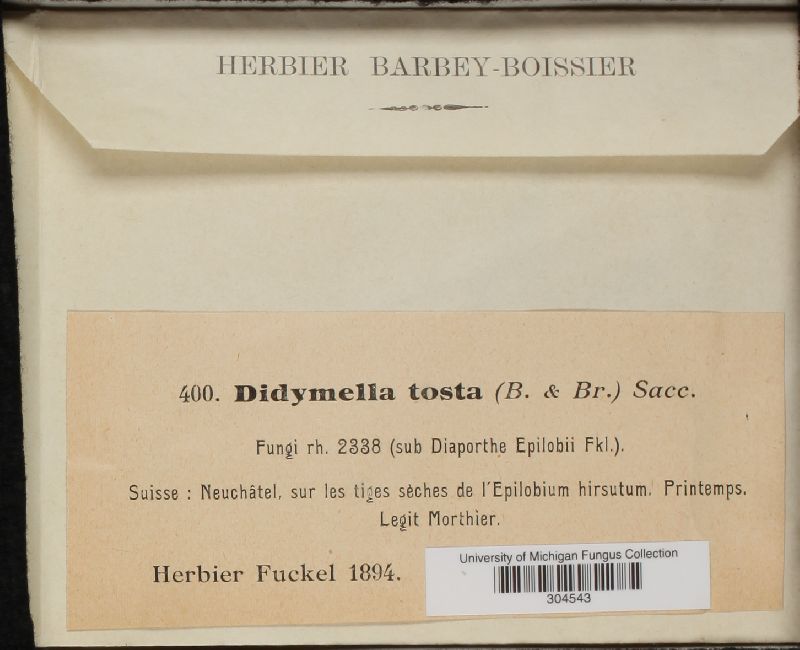 HERBIER BARBEY-BOISSIER
400. Didymella tosta (B. & Br.) Sacc.
Fungi rh. 2338 (sub Diaporthe Epilobii Fkl.).
Suisse : Neuchâtel, sur les tiges sèches de l'Epilobium hirsutum. Printemps.
Legit Morthier.
Herbier Fuckel 1894.
University of Michigan Fungus Collection
304543